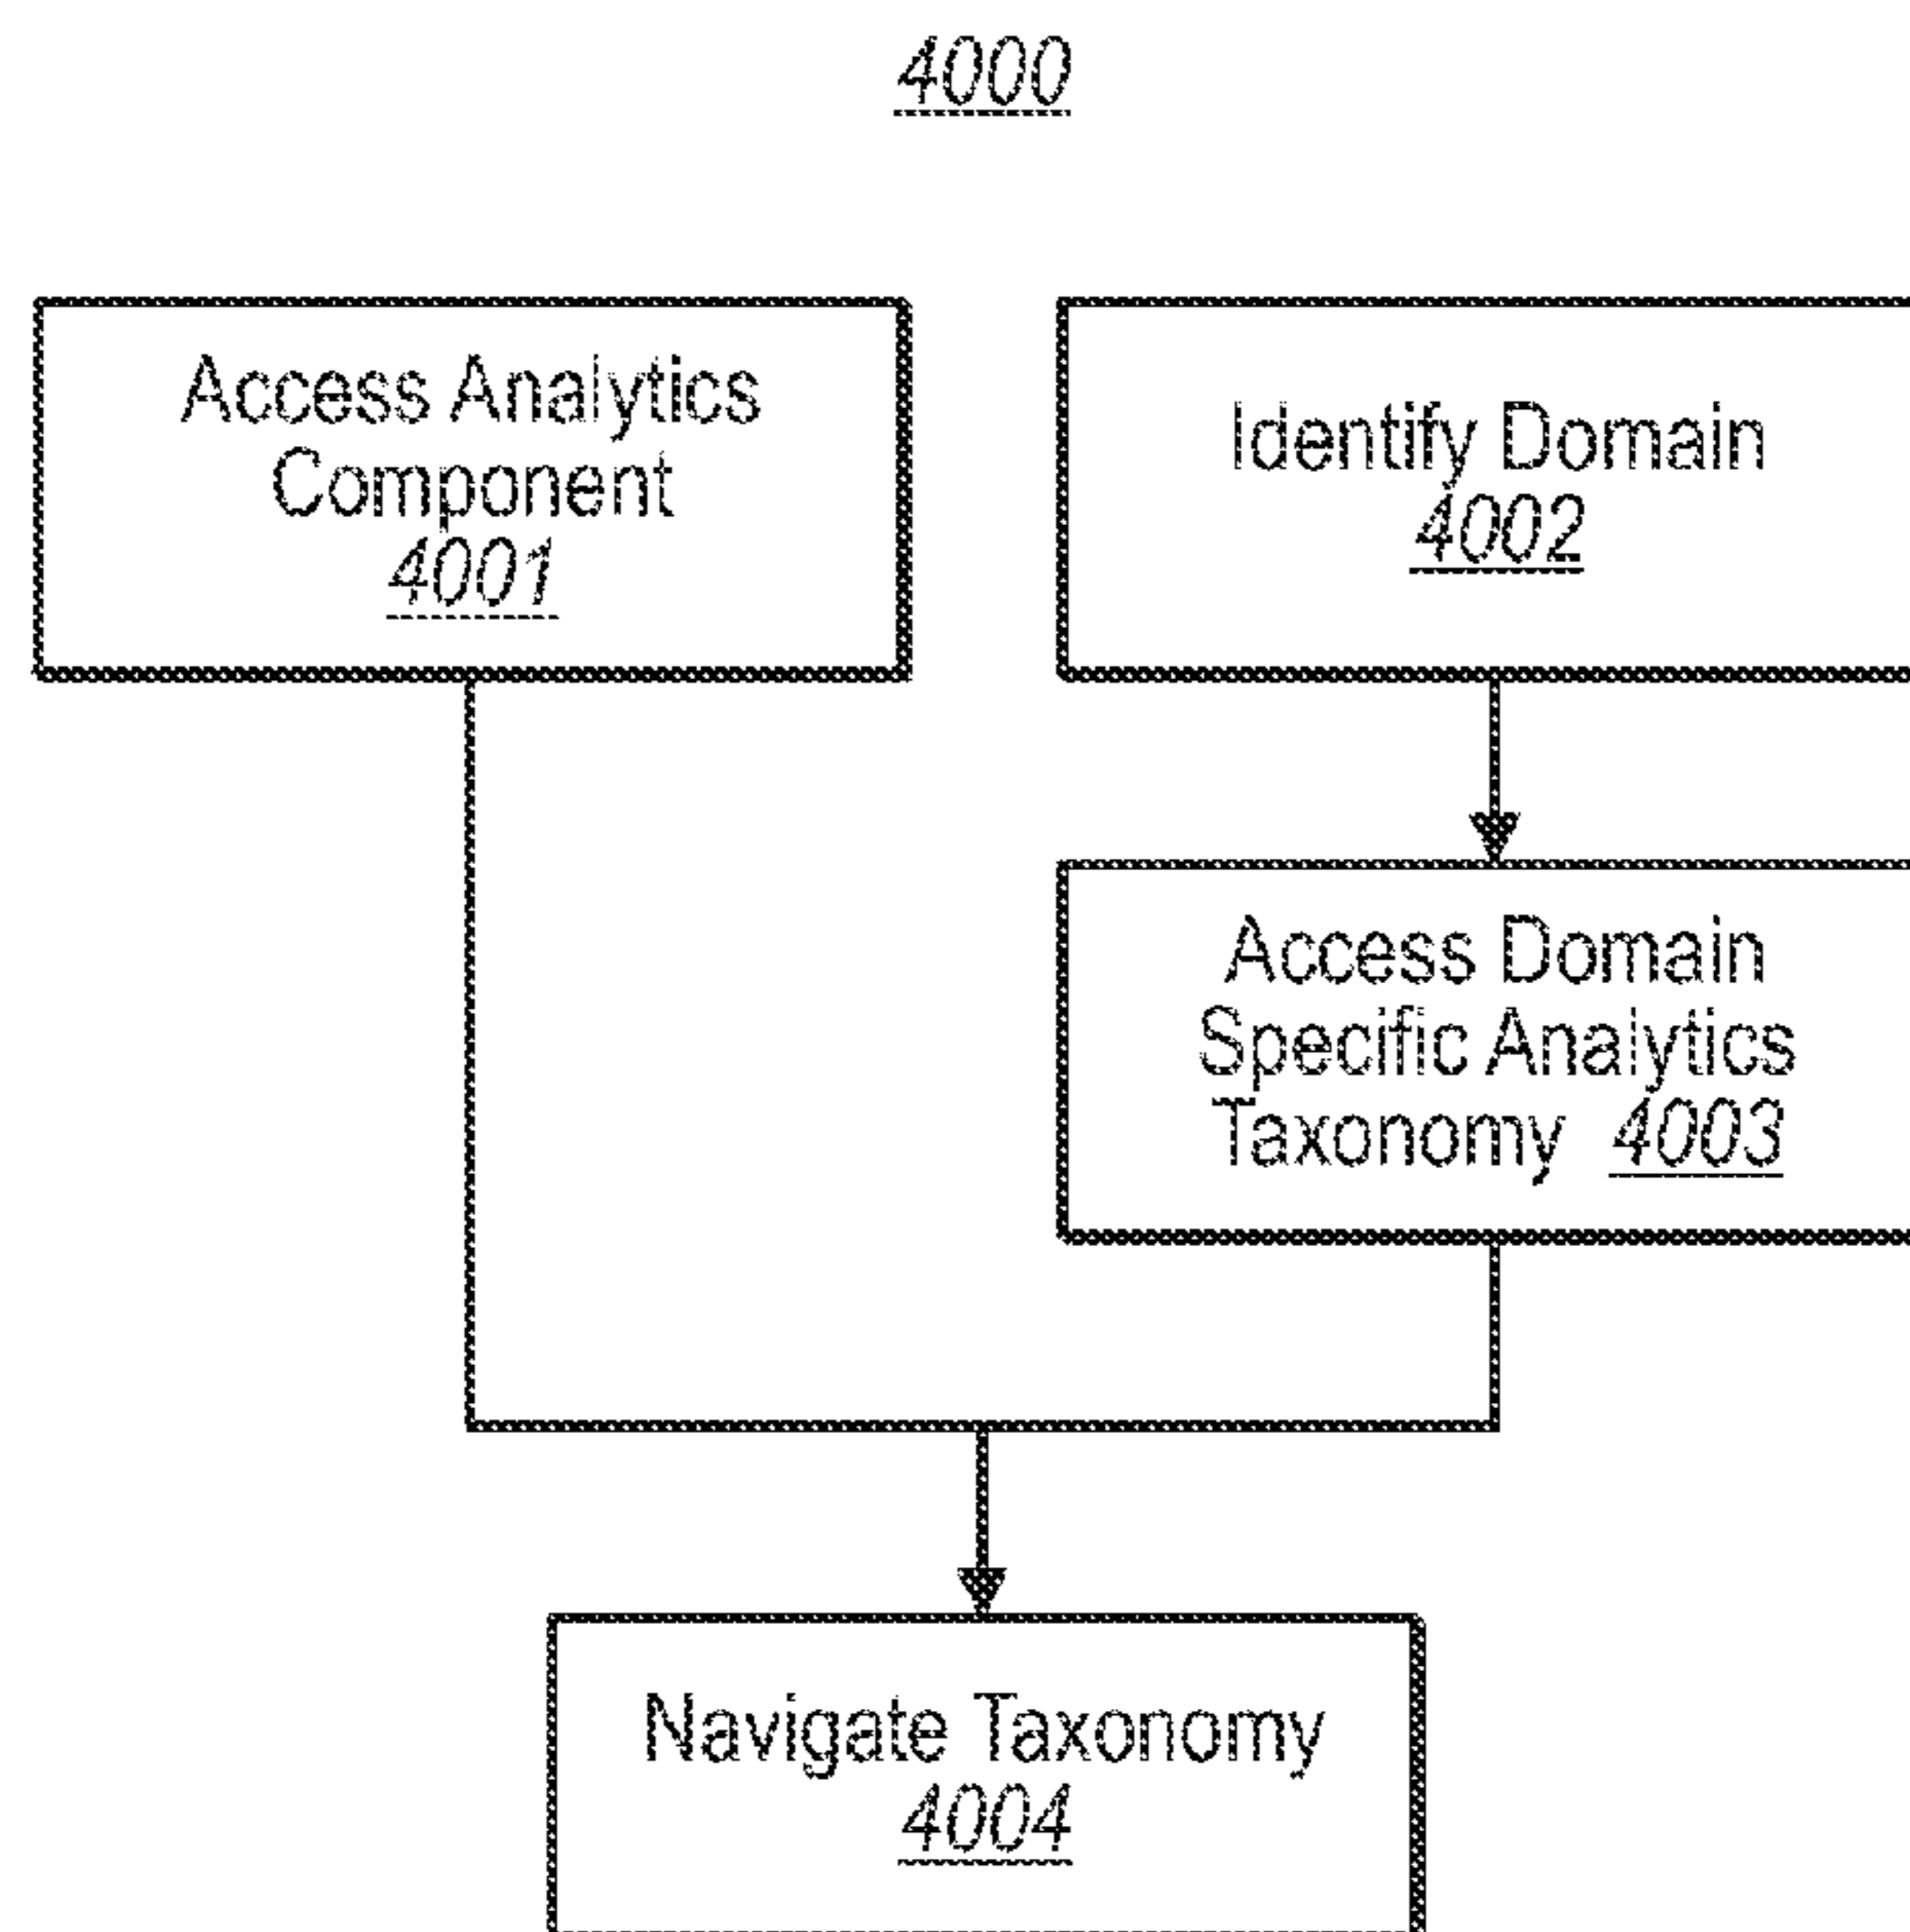 4000
Access Analytics
Component
4001
Identify Domain
4002
Access Domain
Specific Analytics
Taxonomy 4003
Navigate Taxonomy
4004